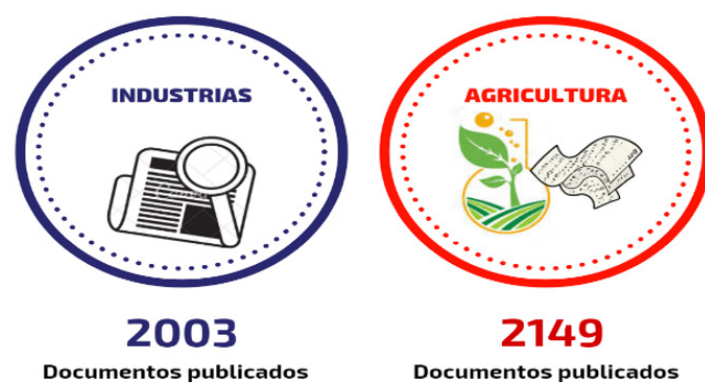 INDUSTRIAS
AGRICULTURA
2003
Documentos publicados
2149
Documentos publicados